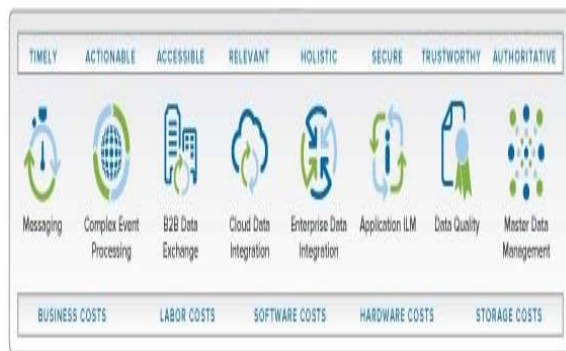 TIMELY ACTIONABLE ACCESSIBLE RELEVANT HOLISTIC SECURE TRUSTWORTHY AUTHORITATIVE
Messaging Complex Event B2B Data Cloud Data Enterprise Data Application ILM Data Quality Master Data
Processing Exchange Integration Integration Management
BUSINESS COSTS LABOR COSTS SOFTWARE COSTS HARDWARE COSTS STORAGE COSTS